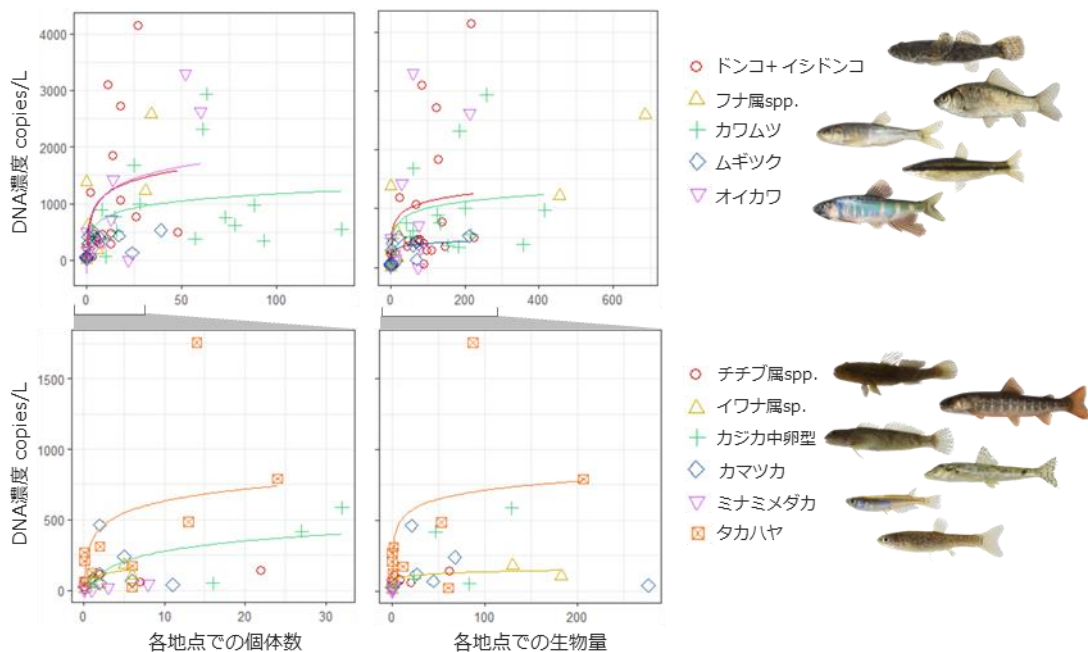 DNA濃度 copies/L
4000
3000
2000
1000
0
0
50
100
0
200
400
600
ドンコ+ イシドンコ
フナ属spp.
カワムツ
ムギツク
オイカワ
DNA濃度 copies/L
1500
1000
500
0
0
10
20
30
0
100
200
各地点での個体数
各地点での生物量
チチブ属spp.
イワナ属sp.
カジカ中卵型
カマツカ
ミナミメダカ
タカハヤ